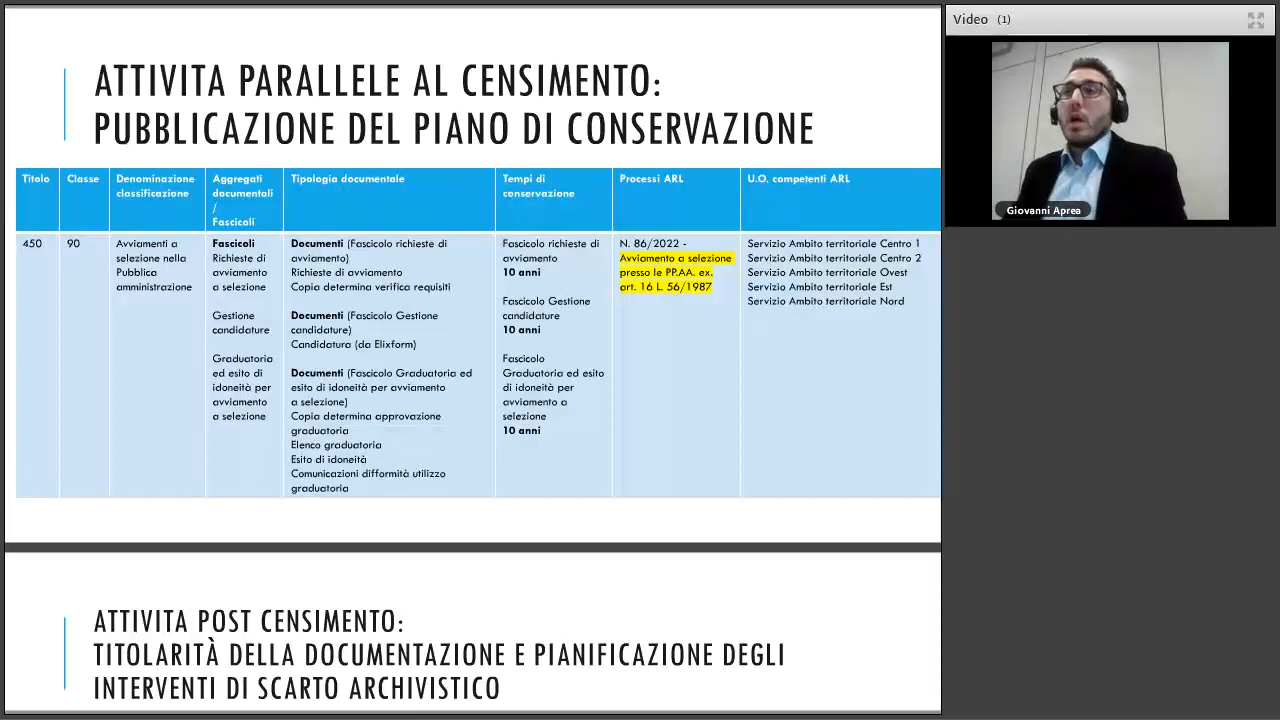 ATTIVITA PARALLELE AL CENSIMENTO:
PUBBLICAZIONE DEL PIANO DI CONSERVAZIONE
Titolo
Classe
Denominazione
classificazione
Aggregati
documentali
/
Fascicoli
Tipologia documentale
Tempi di
conservazione
Processi ARL
U.O. competenti ARL
450
90
Avviamenti a
selezione nella
Pubblica
amministrazione
Fascicoli
Richieste di
avviamento
a selezione
Gestione
candidature
Graduatoria
ed esito di
idoneità per
avviamento
a selezione
Documenti (Fascicolo richieste di
avviamento)
Richieste di avviamento
Copia determina verifica requisiti
Documenti (Fascicolo Gestione
candidature)
Candidatura (da Elixform)
Documenti (Fascicolo Graduatoria ed
esito di idoneità per avviamento
a selezione)
Copia determina approvazione
graduatoria
Elenco graduatoria
Esito di idoneità
Comunicazioni difformità utilizzo
graduatoria
Fascicolo richieste di
avviamento
10 anni
Fascicolo Gestione
candidature
10 anni
Fascicolo
Graduatoria ed esito
di idoneità per
avviamento a
selezione
10 anni
N. 86/2022 -
Avviamento a selezione
presso le PP.AA. ex.
art. 16 L. 56/1987
Servizio Ambito territoriale Centro 1
Servizio Ambito territoriale Centro 2
Servizio Ambito territoriale Ovest
Servizio Ambito territoriale Est
Servizio Ambito territoriale Nord
ATTIVITA POST CENSIMENTO:
TITOLARITÀ DELLA DOCUMENTAZIONE E PIANIFICAZIONE DEGLI
INTERVENTI DI SCARTO ARCHIVISTICO
Video (1)
Giovanni Aprea